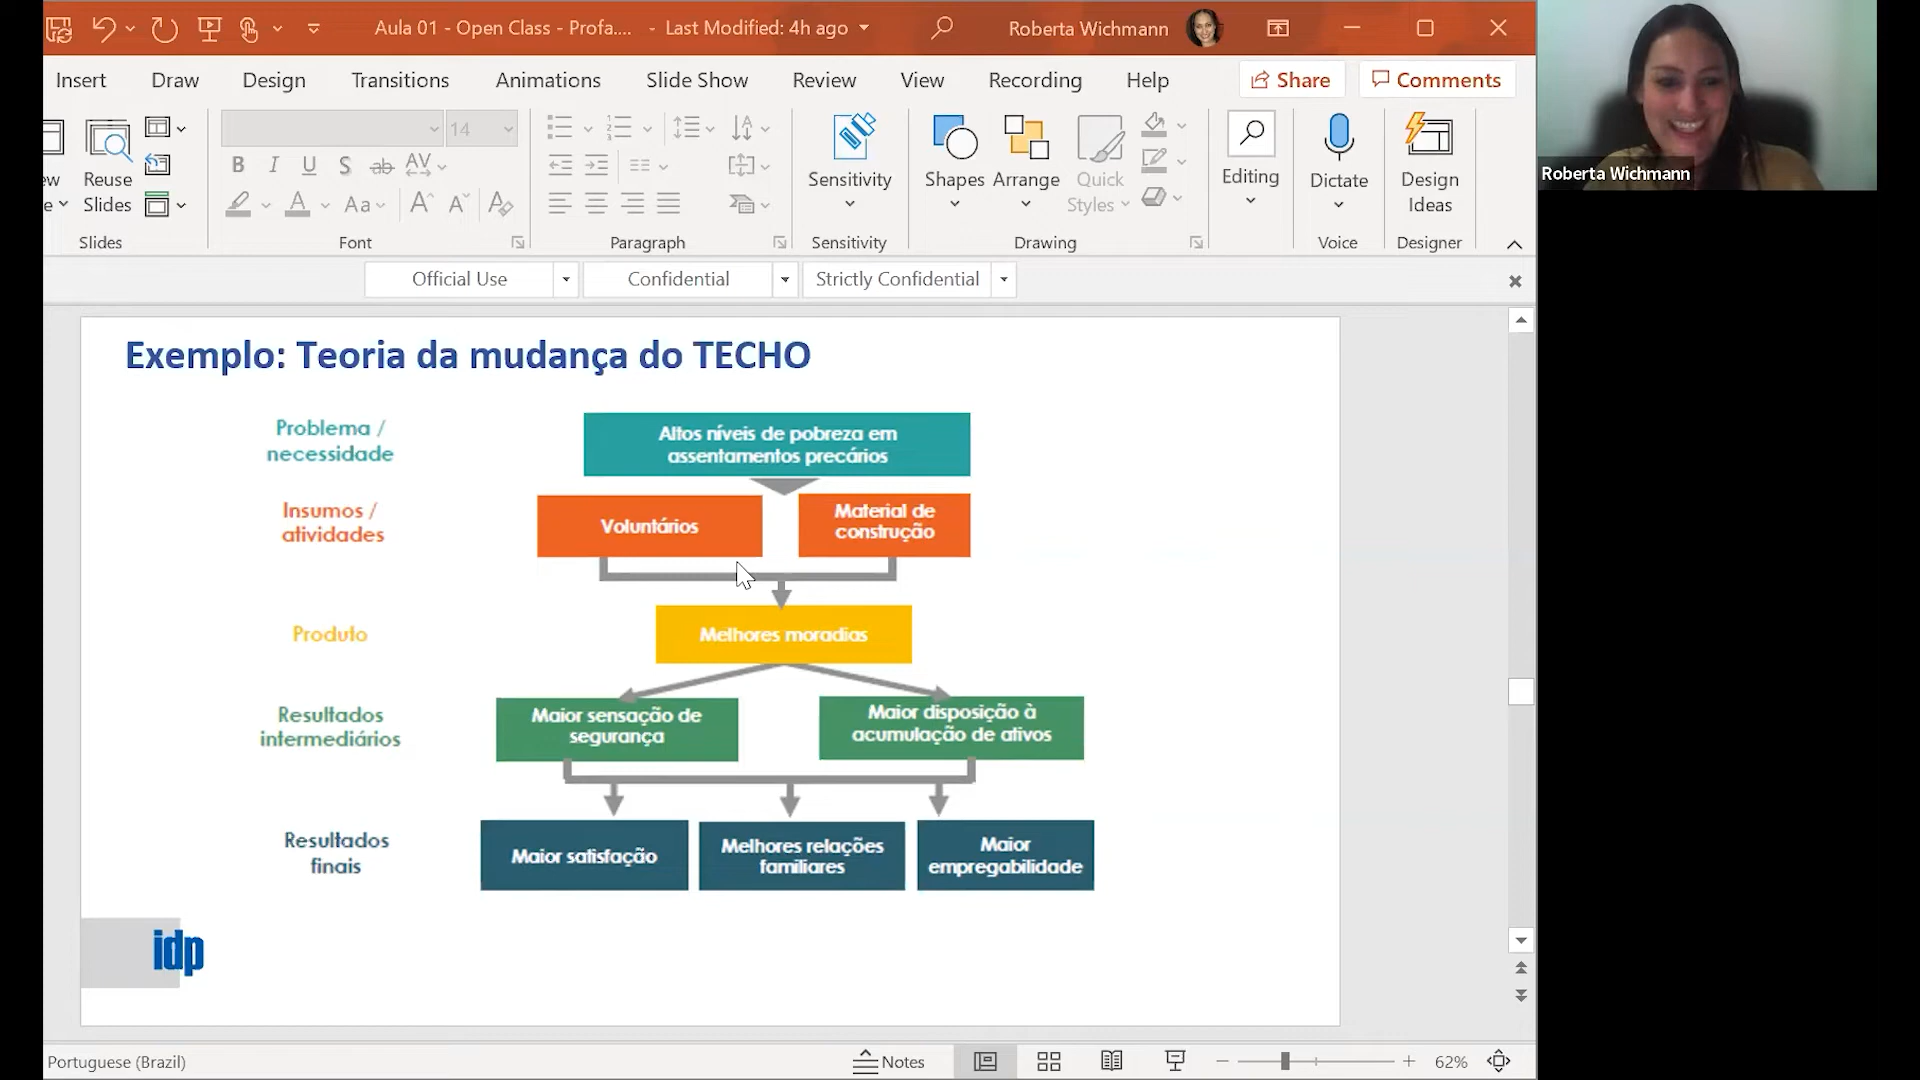 Aula 01 - Open Class - Profa.... - Last Modified: 4h ago
Roberta Wichmann
Insert Draw Design Transitions Animations Slide Show Review View Recording Help Share Comments
14
B I U S ab AV
Aa A A
ew Reuse Sensitivity Shapes Arrange Quick Editing Dictate Design
e Slides Styles Ideas
Slides Font Paragraph Sensitivity Drawing Voice Designer
Official Use Confidential Strictly Confidential
Roberta Wichmann
Exemplo: Teoria da mudança do TECHO
Problema /
necessidade
Altos níveis de pobreza em
assentamentos precários
Insumos /
atividades
Voluntários
Material de
construção
Produto
Melhores moradias
Resultados
intermediários
Maior sensação de
segurança
Maior disposição à
acumulação de ativos
Resultados
finais
Maior satisfação
Melhores relações
familiares
Maior
empregabilidade
idp
Portuguese (Brazil) Notes 62%